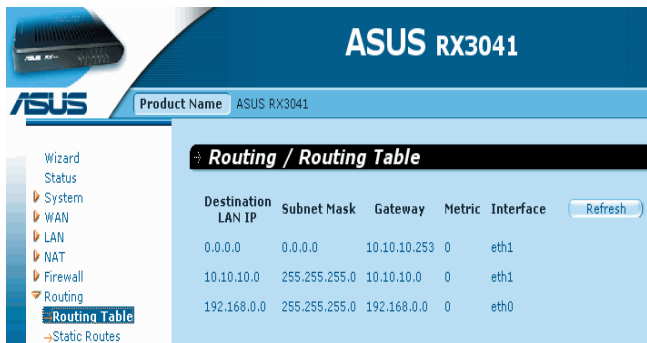 ASUS RX3041
ASUS RX
ASUS
Product Name ASUS RX3041
Wizard
Status
System
WAN
LAN
NAT
Firewall
Routing
Routing Table
Static Routes
Routing / Routing Table
Destination LAN IP Subnet Mask Gateway Metric Interface Refresh
0.0.0.0 0.0.0.0 10.10.10.253 0 eth1
10.10.10.0 255.255.255.0 10.10.10.0 0 eth1
192.168.0.0 255.255.255.0 192.168.0.0 0 eth0